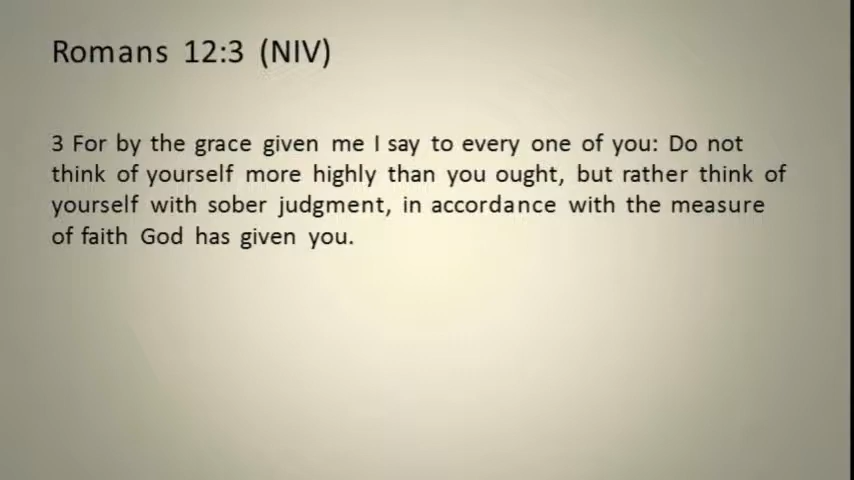 Romans 12:3 (NIV)
3 For by the grace given me I say to every one of you: Do not
think of yourself more highly than you ought, but rather think of
yourself with sober judgment, in accordance with the measure
of faith God has given you.